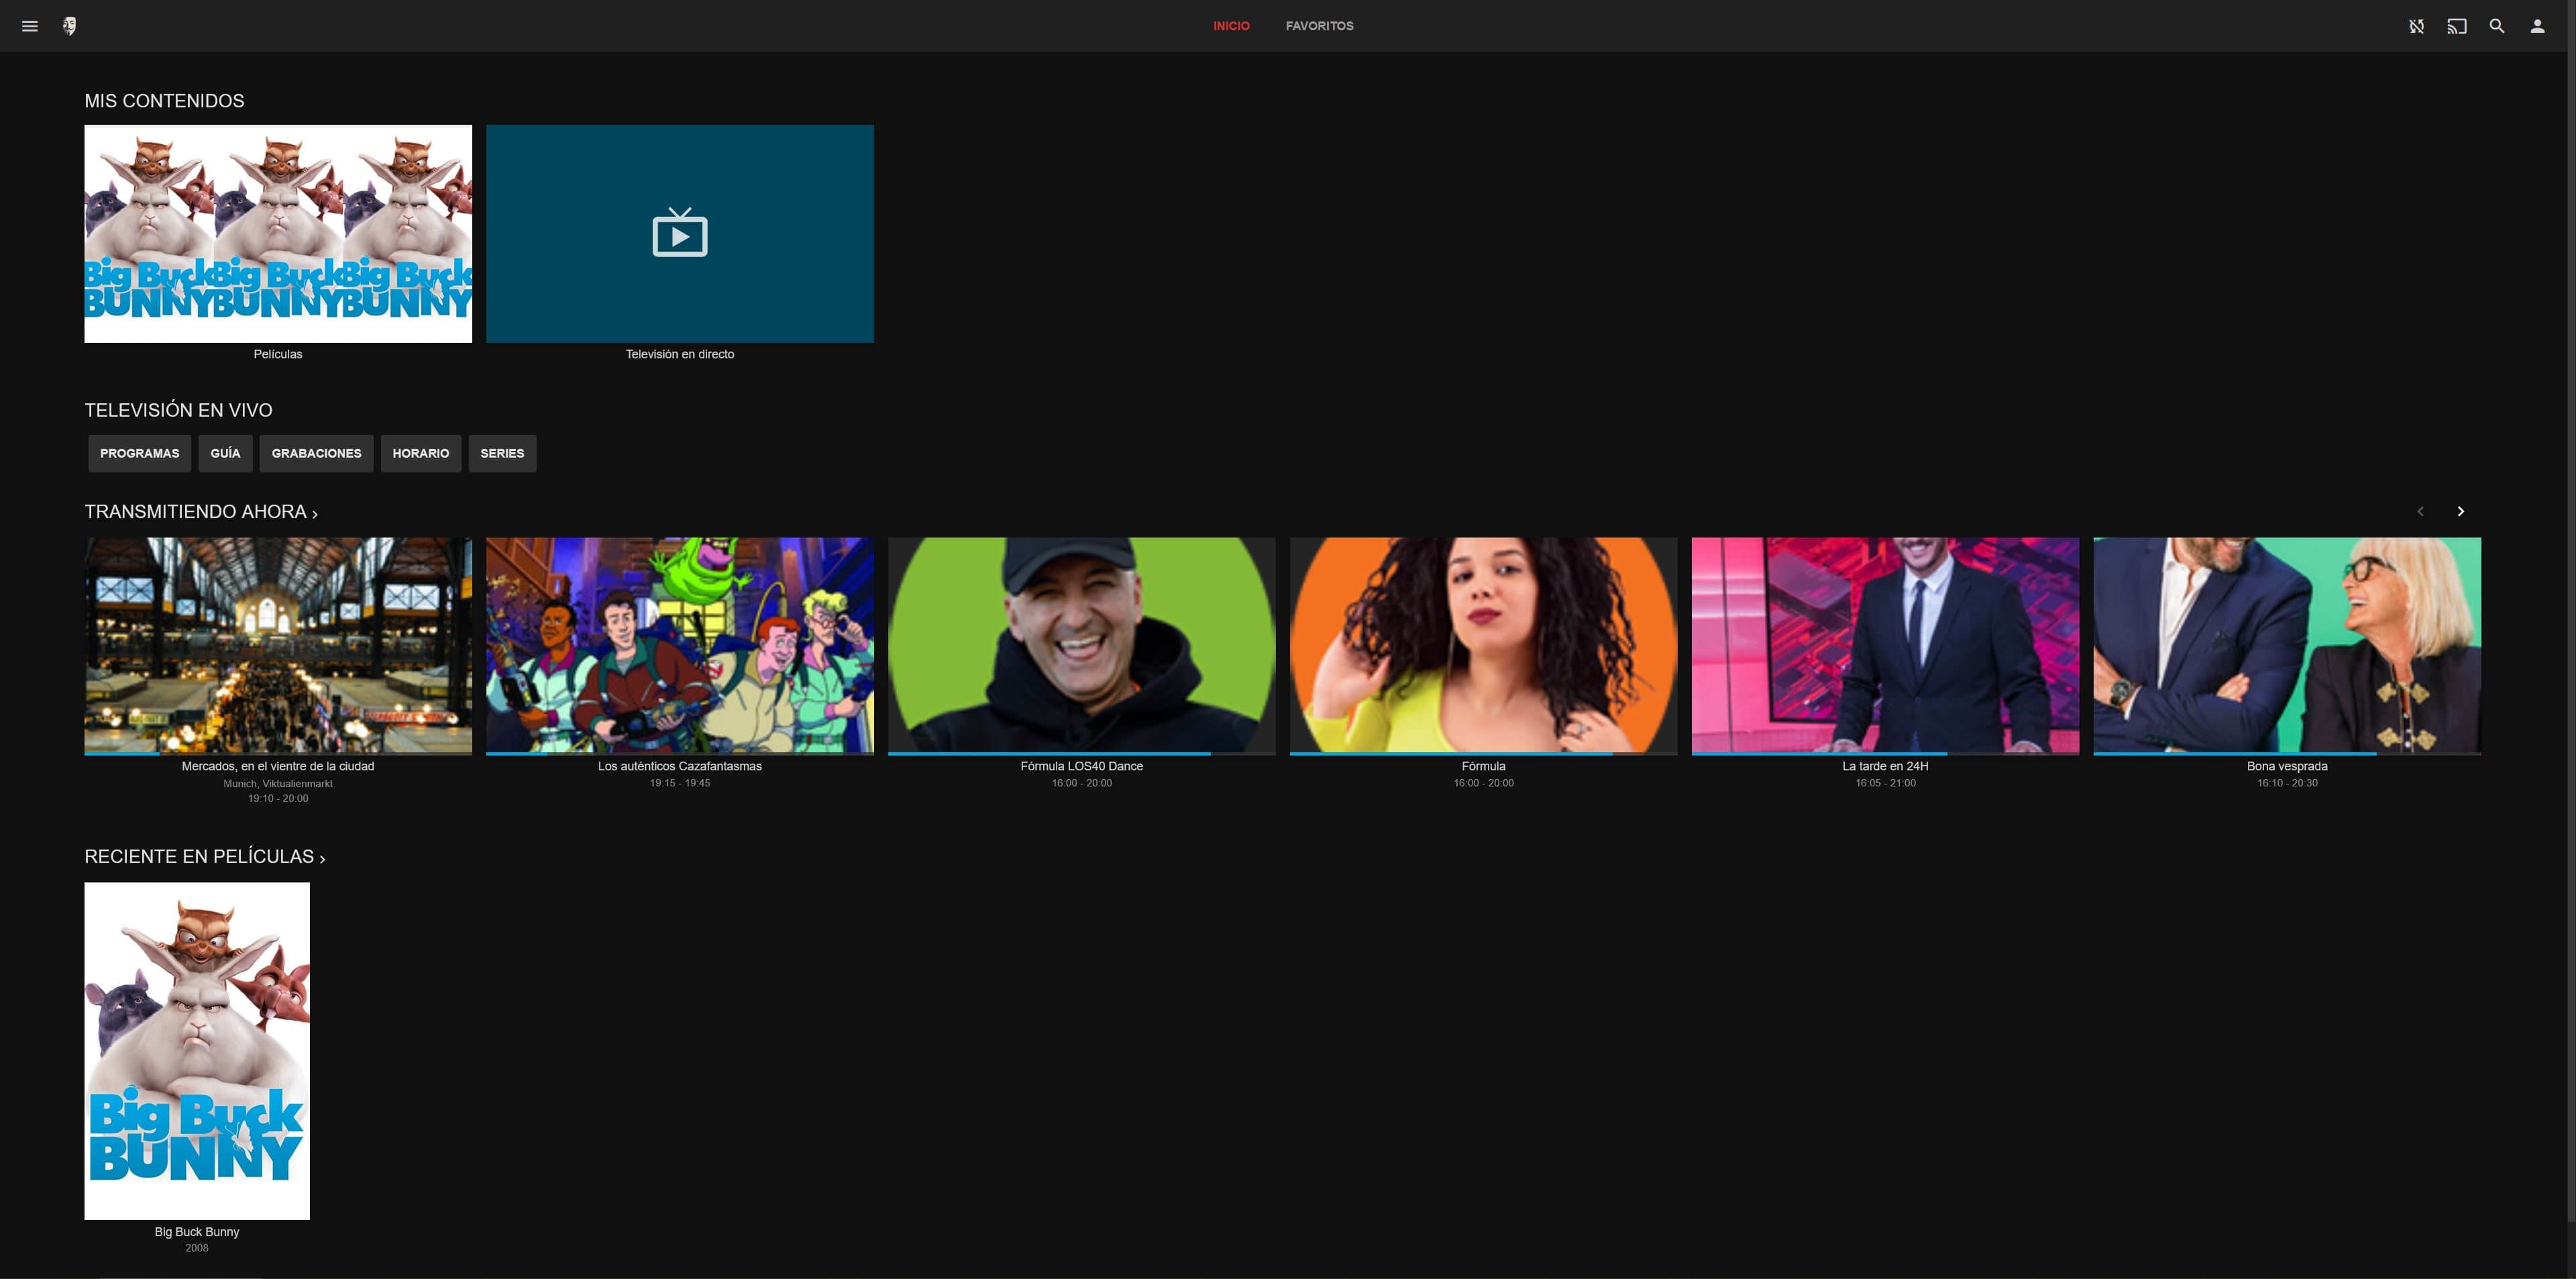 INICIO
FAVORITOS
MIS CONTENIDOS
Big Buck Big Buck Big Buck
BUNNY BUNNY BUNNY
Películas
Televisión en directo
TELEVISIÓN EN VIVO
PROGRAMAS
GUÍA
GRABACIONES
HORARIO
SERIES
TRANSMITIENDO AHORA
Mercados, en el vientre de la ciudad
Munich, Viktualienmarkt
19:10 - 20:00
Los auténticos Cazafantasmas
19:15 - 19:45
Fórmula LOS40 Dance
16:00 - 20:00
Fórmula
16:00 - 20:00
La tarde en 24H
16:05 - 21:00
Bona vesprada
16:10 - 20:30
RECIENTE EN PELÍCULAS
Big Buck
BUNNY
Big Buck Bunny
2008